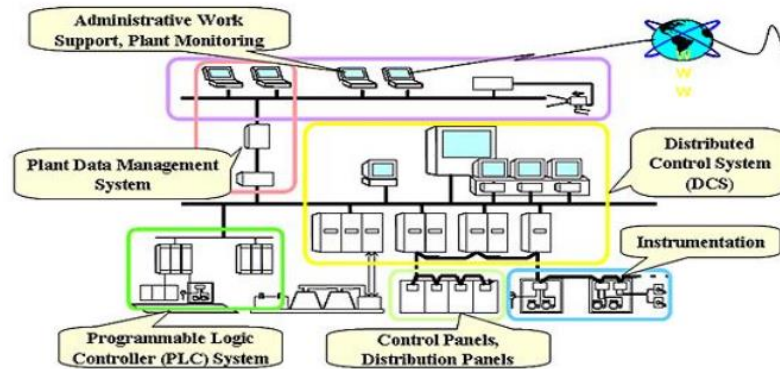 Administrative Work
Support, Plant Monitoring
W
W
W
Plant Data Management
System
Distributed
Control System
(DCS)
Instrumentation
Programmable Logic
Controller (PLC) System
Control Panels,
Distribution Panels